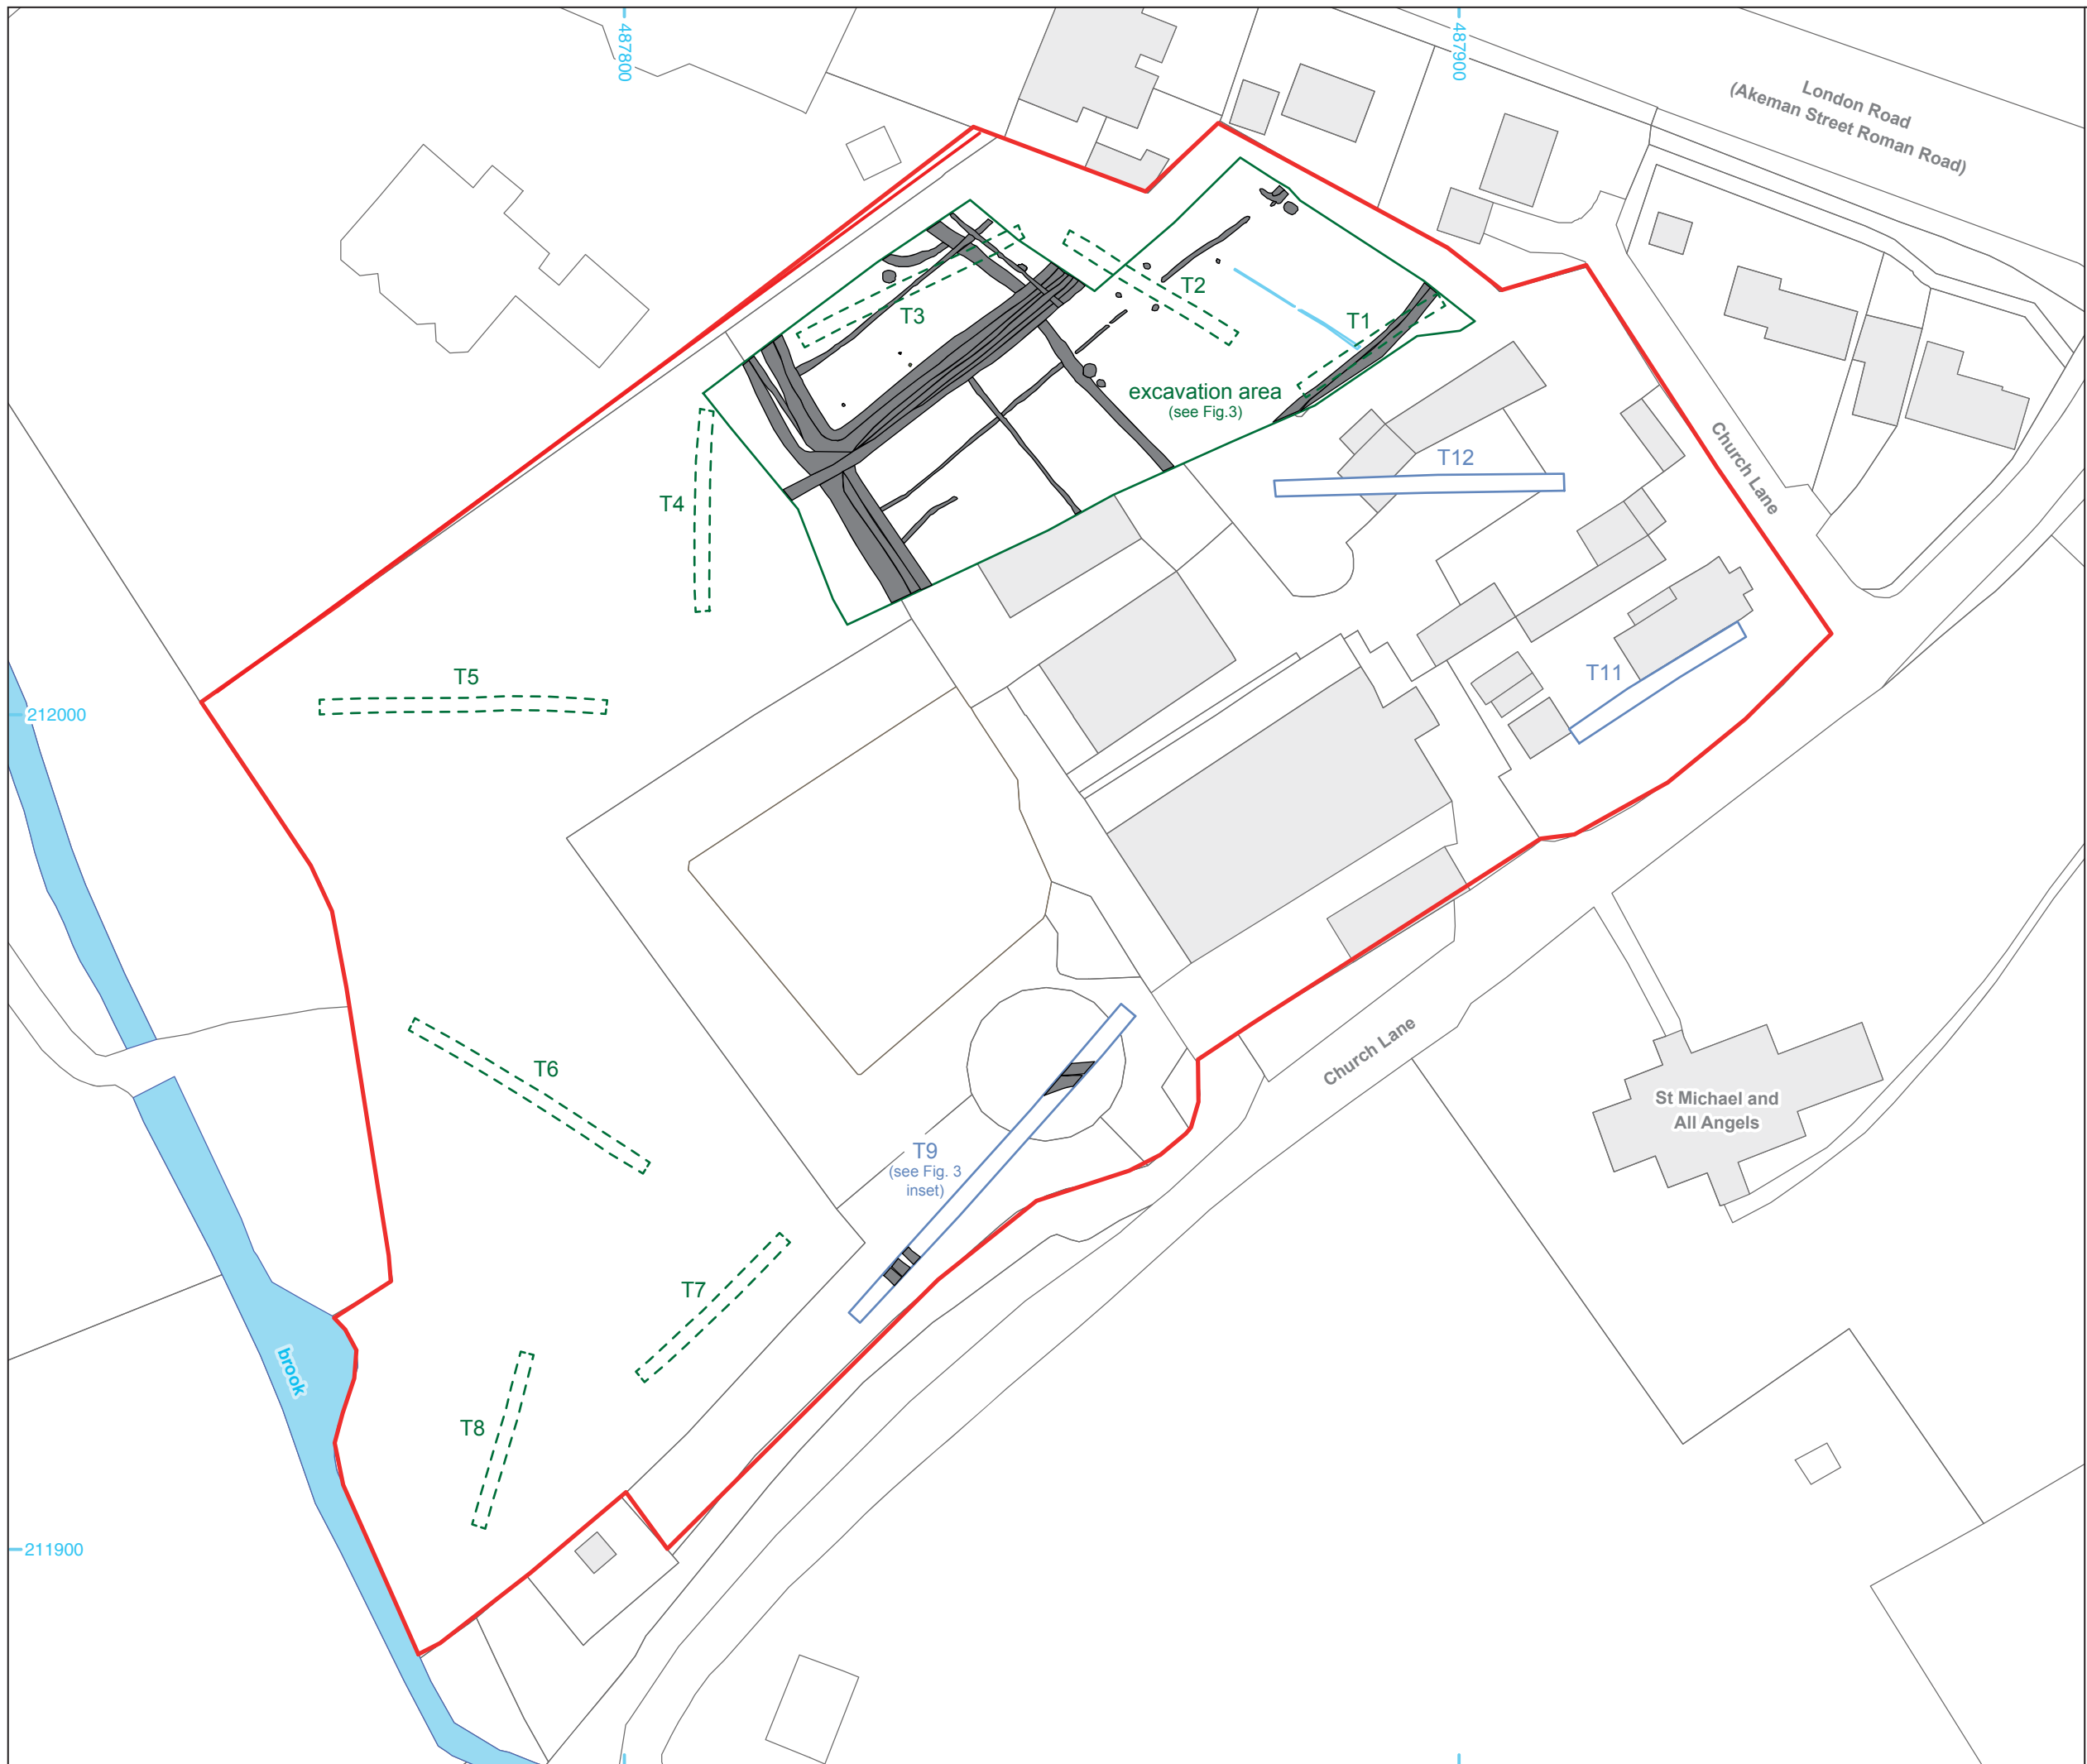 487800
487900
London Road
(Akeman Street Roman Road)
T2
T3
T1
excavation area
(see Fig.3)
Church Lane
T12
T4
T5
T11
212000
Church Lane
T6
St Michael and
All Angels
T9
(see Fig. 3
inset)
T7
brook
T8
211900